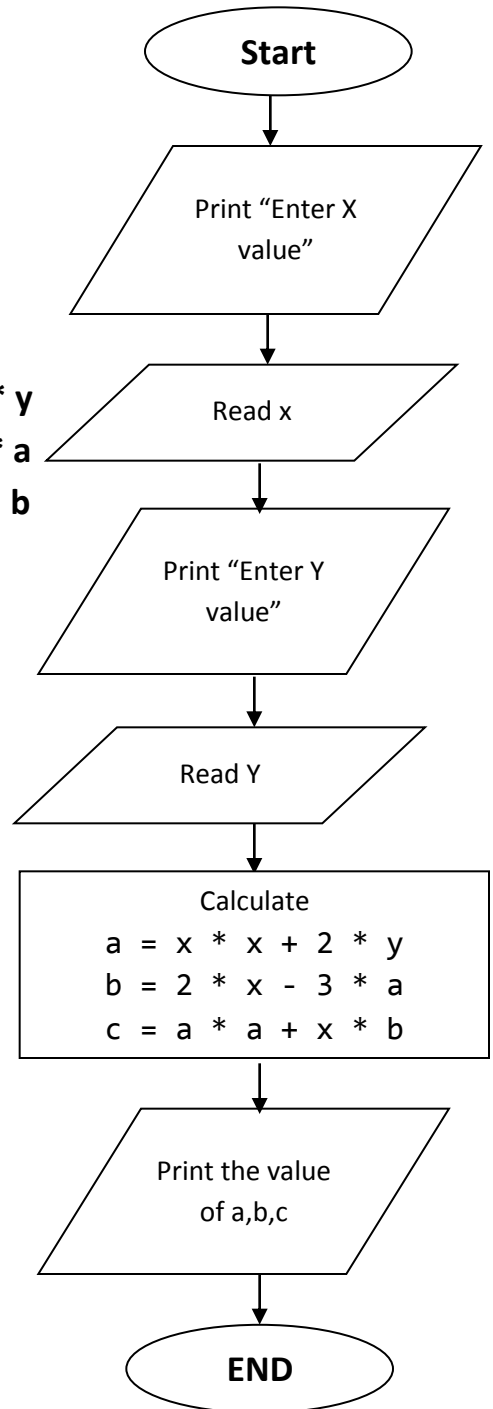 Start
Print “Enter X
value”
* y
Read x
* a
b
Print “Enter Y
value”
Read Y
Calculate
a = x * x + 2 * y
b = 2 * x - 3 * a
c = a * a + x * b
Print the value
of a,b,c
END